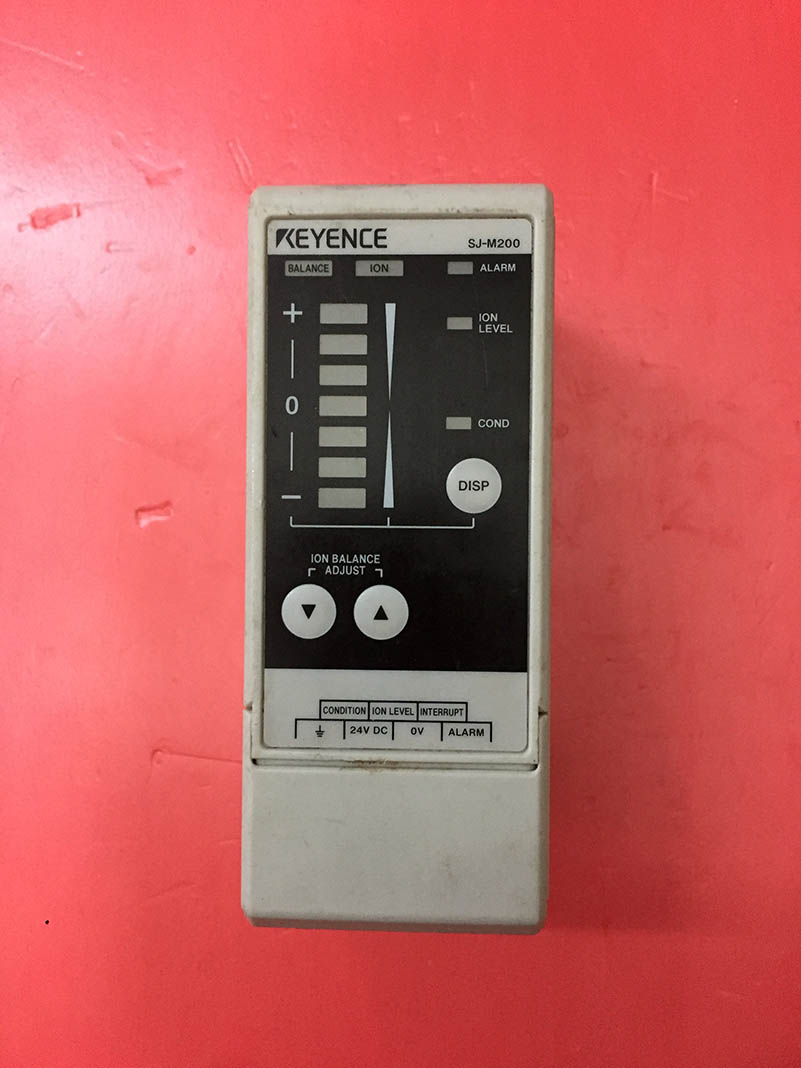 KEYENCE SJ-M200
BALANCE ION ALARM
+
ION
LEVEL
0
COND
−
DISP
ION BALANCE
ADJUST
▼ ▲
CONDITION ION LEVEL INTERRUPT
⏚ 24V DC 0V ALARM